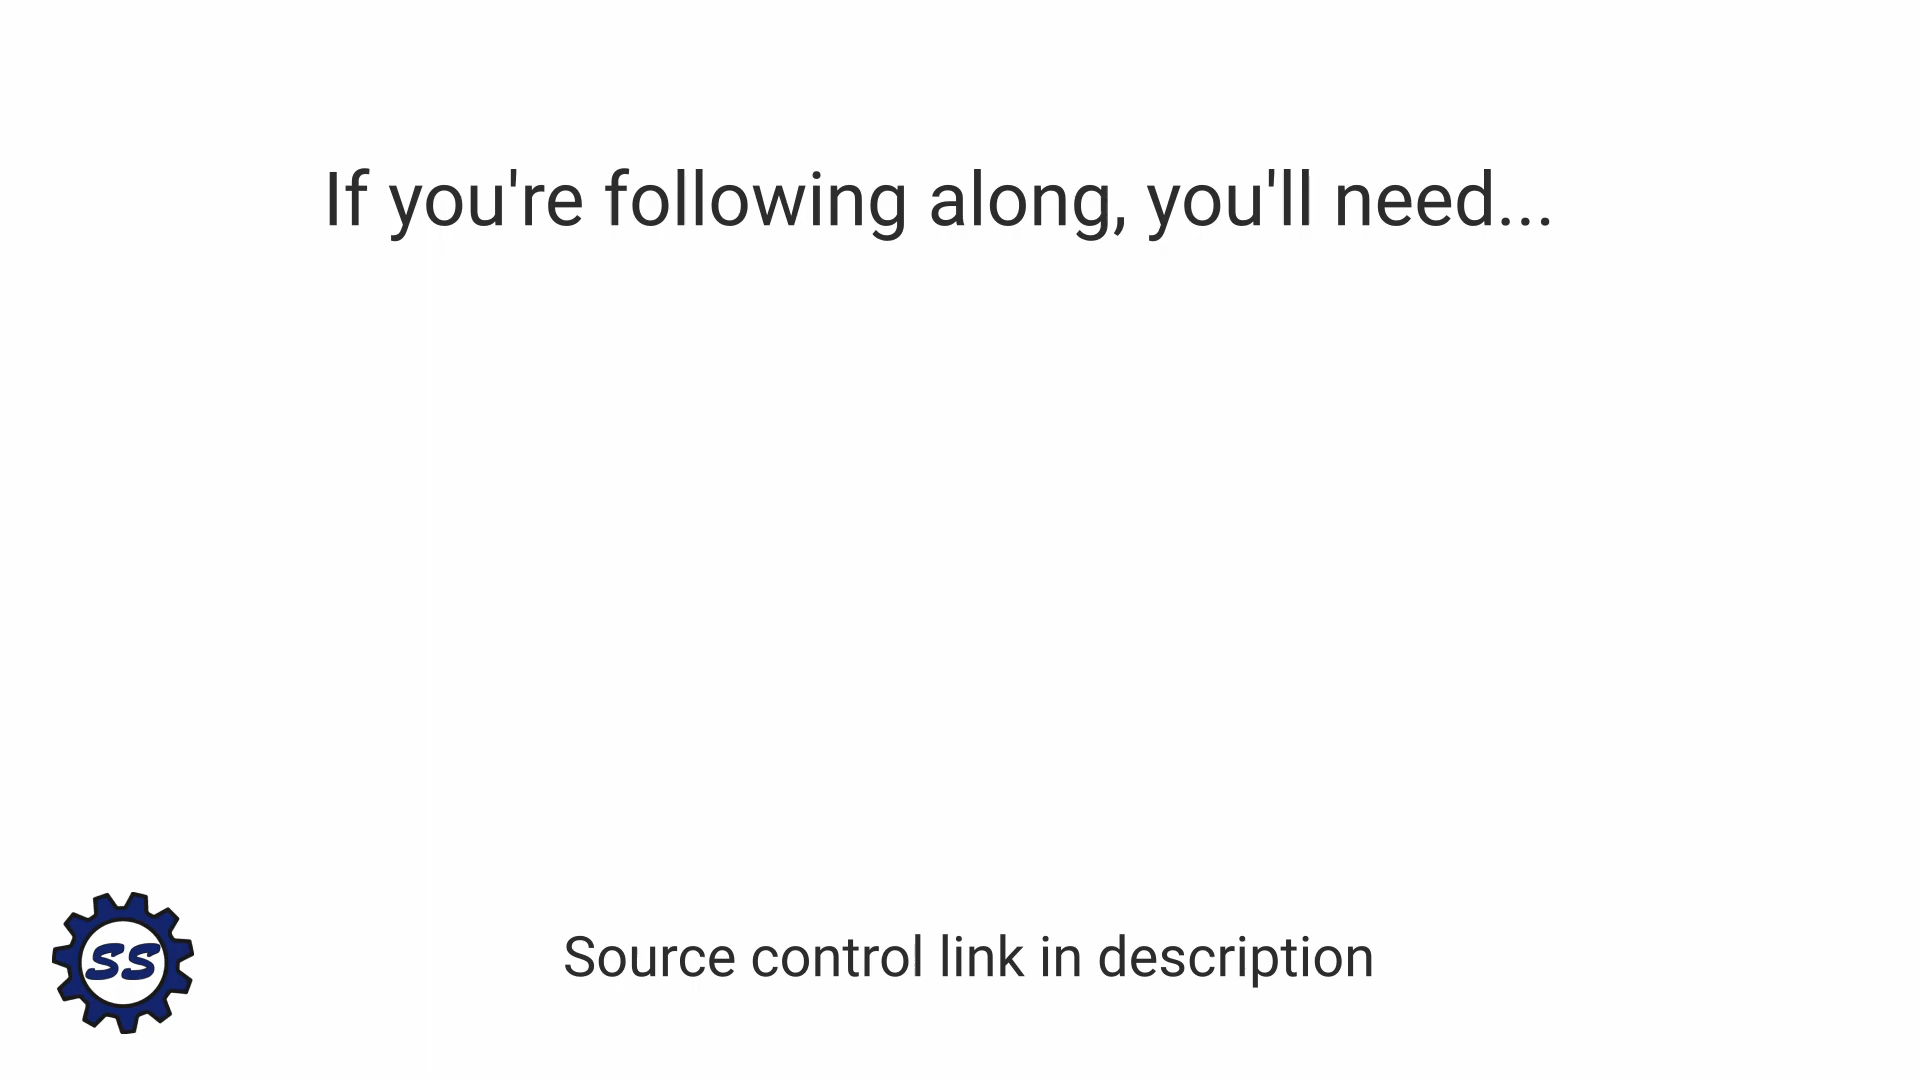 If you're following along, you'll need...
SS
Source control link in description